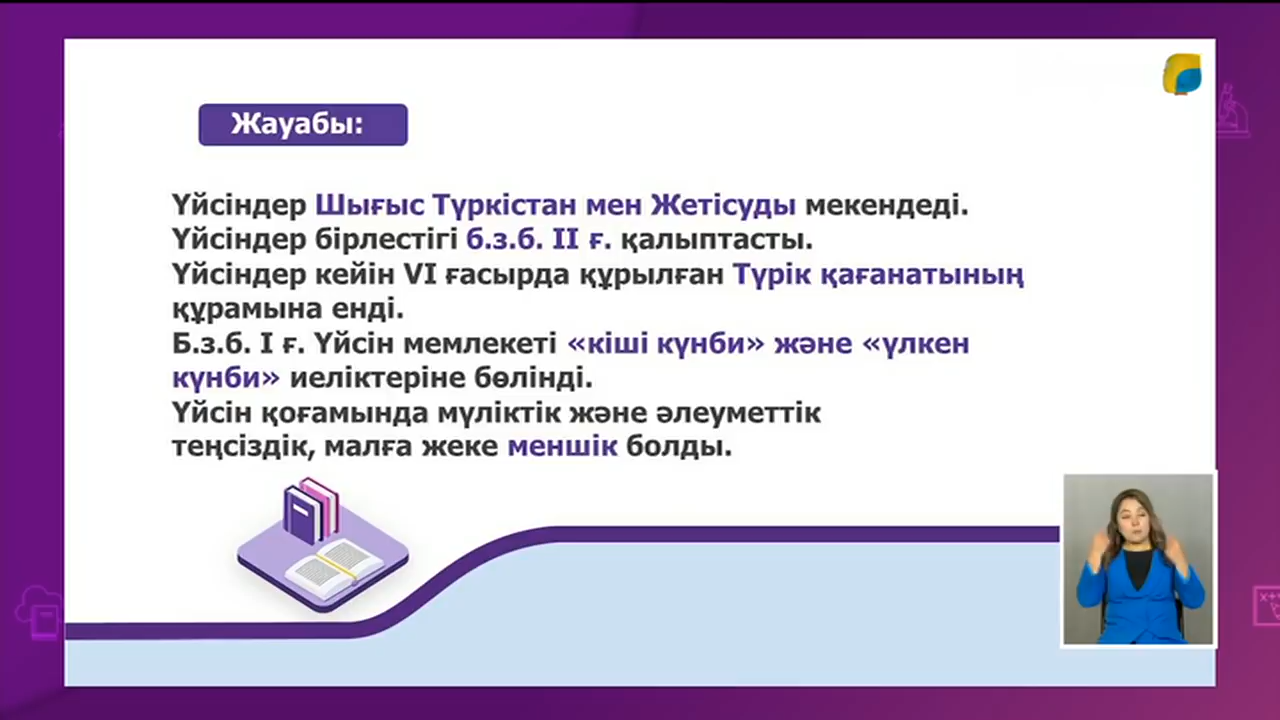 Жауабы:
Үйсіндер Шығыс Түркістан мен Жетісуды мекендеді.
Үйсіндер бірлестігі б.з.б. II ғ. қалыптасты.
Үйсіндер кейін VI ғасырда құрылған Түрік қағанатының
құрамына енді.
Б.з.б. I ғ. Үйсін мемлекеті «кіші күнби» және «үлкен
күнби» иеліктеріне бөлінді.
Үйсін қоғамында мүліктік және әлеуметтік
теңсіздік, малға жеке меншік болды.